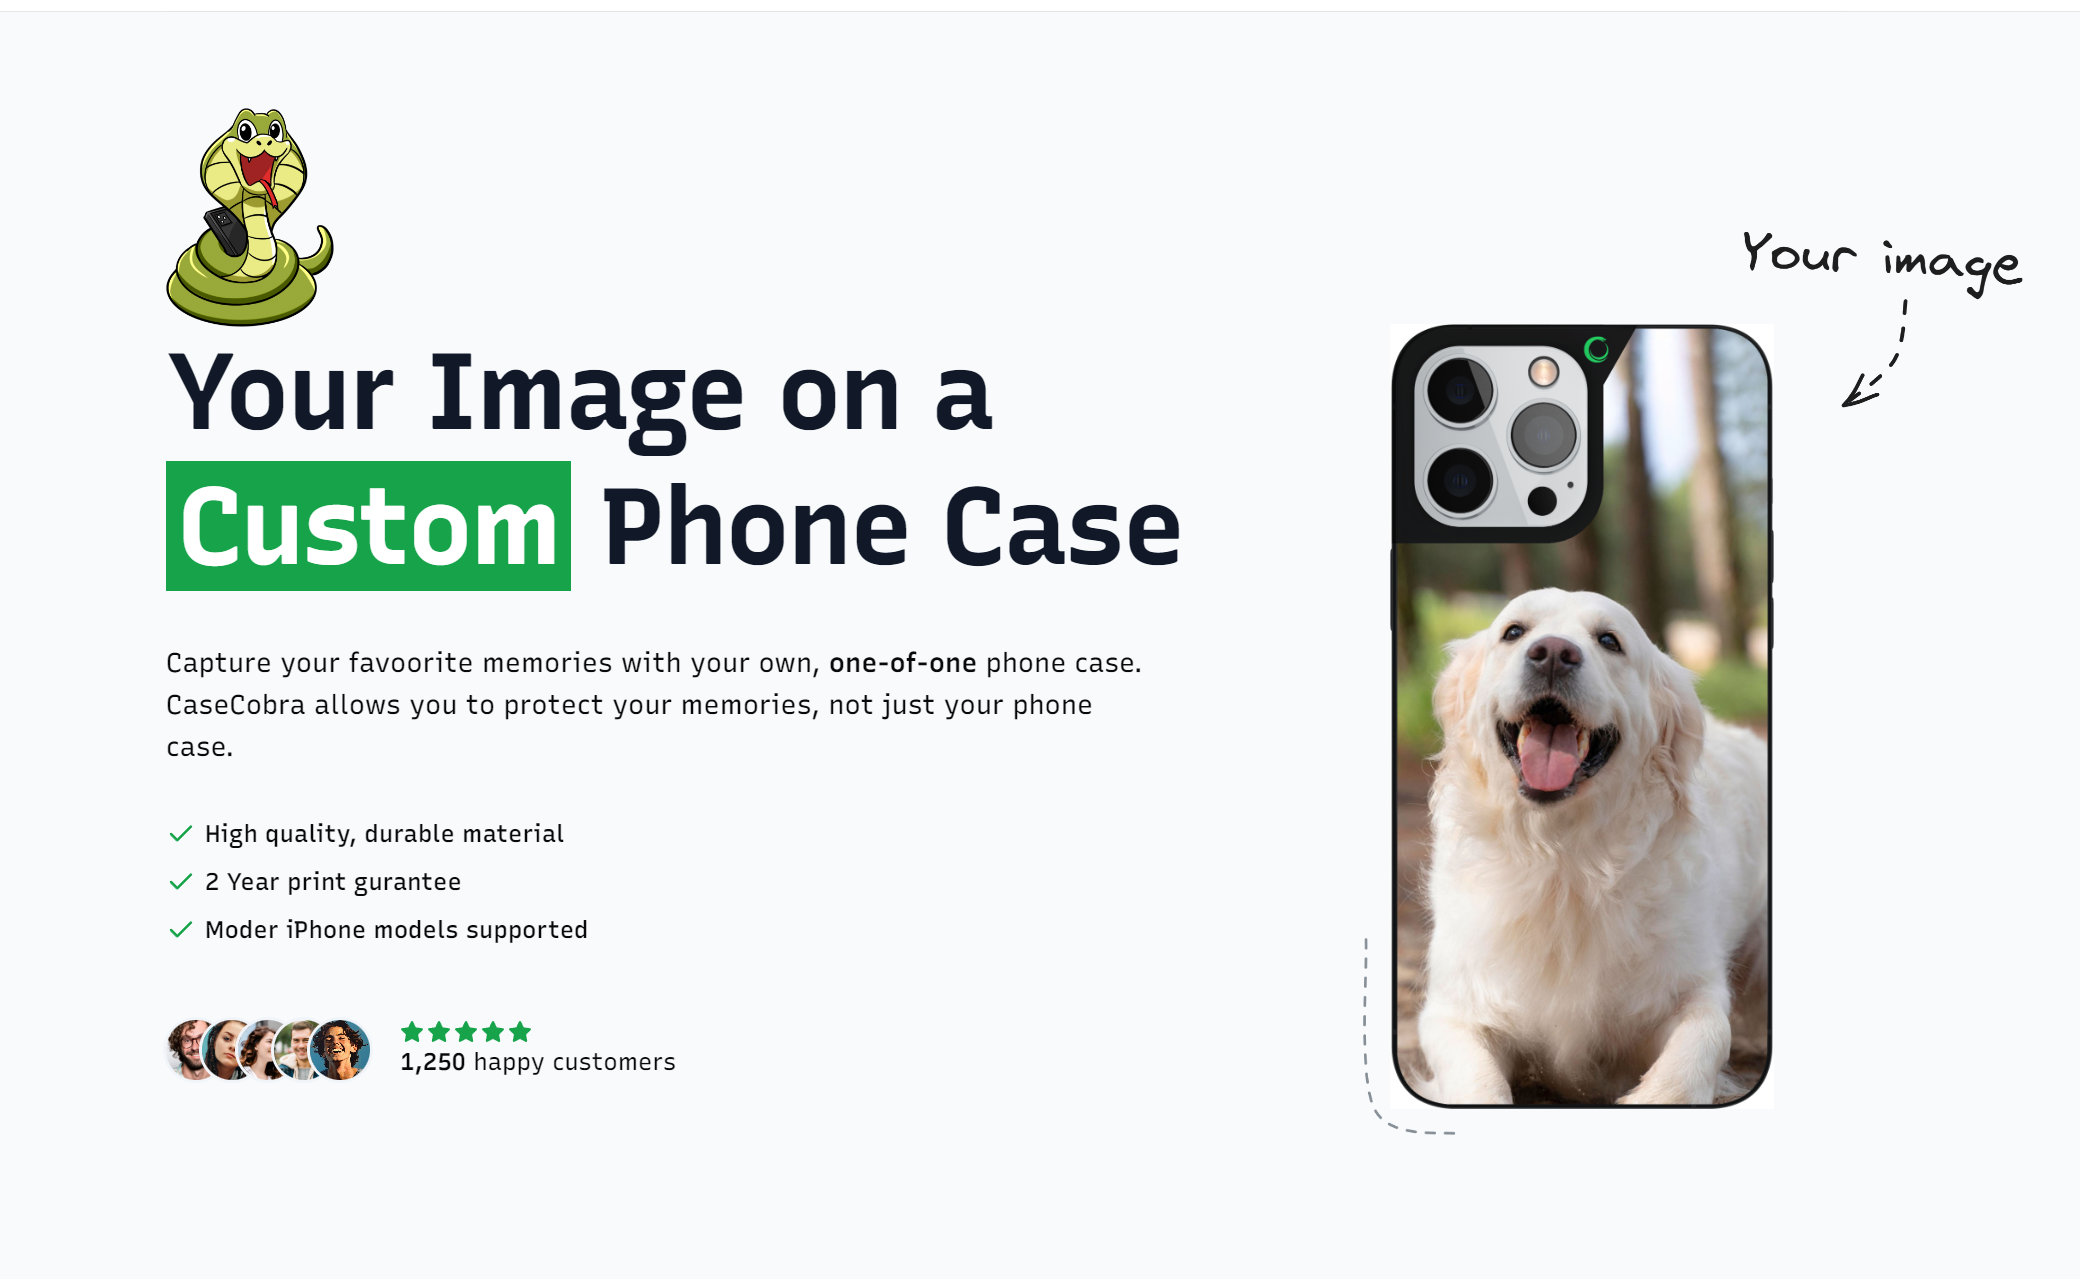 Your Image on a
Custom Phone Case
Capture your favoorite memories with your own, one-of-one phone case.
CaseCobra allows you to protect your memories, not just your phone
case.
High quality, durable material
2 Year print gurantee
Moder iPhone models supported
1,250 happy customers
Your image